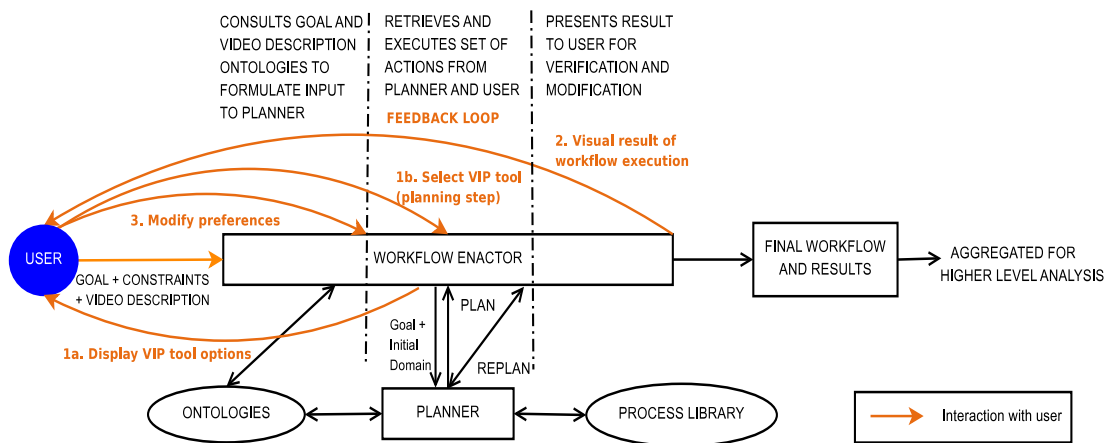 CONSULTS GOAL AND
VIDEO DESCRIPTION
ONTOLOGIES TO
FORMULATE INPUT
TO PLANNER
RETRIEVES AND
EXECUTES SET OF
ACTIONS FROM
PLANNER AND USER
PRESENTS RESULT
TO USER FOR
VERIFICATION AND
MODIFICATION
FEEDBACK LOOP
2. Visual result of
workflow execution
1b. Select VIP tool
(planning step)
3. Modify preferences
USER
GOAL + CONSTRAINTS
+ VIDEO DESCRIPTION
WORKFLOW ENACTOR
FINAL WORKFLOW
AND RESULTS
AGGREGATED FOR
HIGHER LEVEL ANALYSIS
1a. Display VIP tool options
Goal +
Initial
Domain
PLAN
REPLAN
ONTOLOGIES
PLANNER
PROCESS LIBRARY
Interaction with user